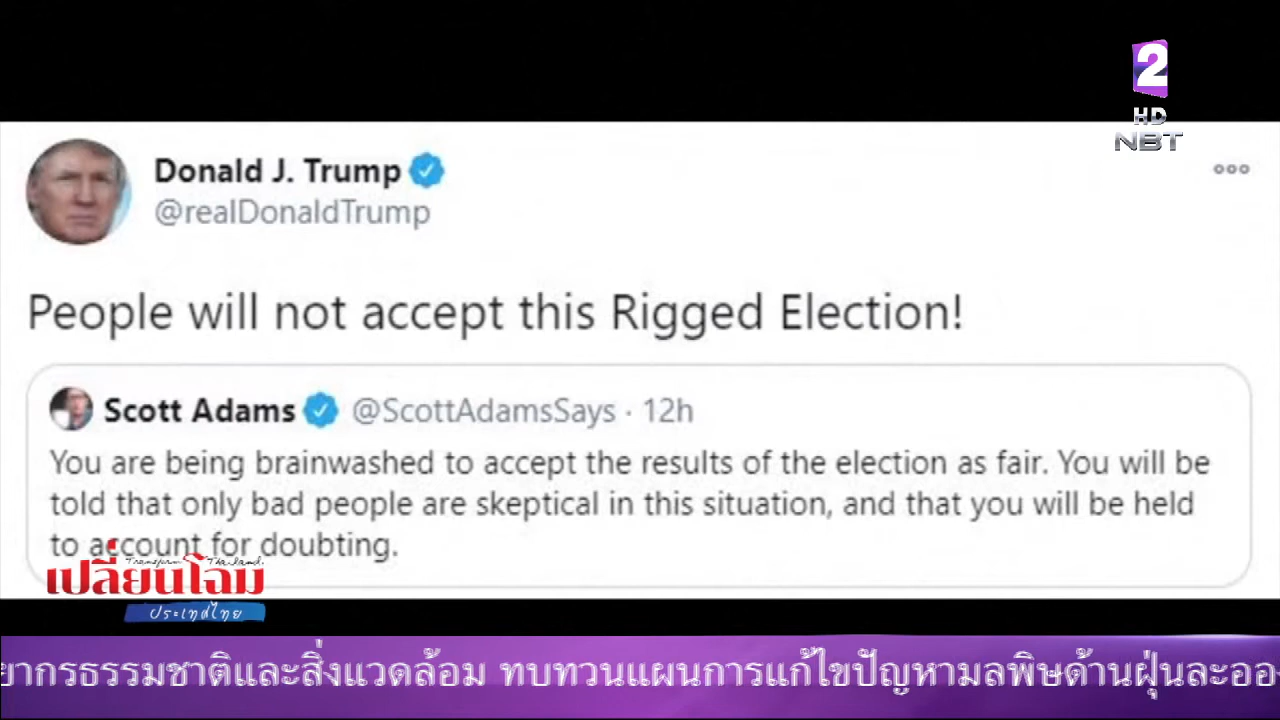 2
HD
NBT
Donald J. Trump
@realDonaldTrump
People will not accept this Rigged Election!
Scott Adams @ScottAdamsSays · 12h
You are being brainwashed to accept the results of the election as fair. You will be
told that only bad people are skeptical in this situation, and that you will be held
to account for doubting.
Transform Thailand.
เปลี่ยนโฉม
ประเทศไทย
ยากรธรรมชาติและสิ่งแวดล้อม ทบทวนแผนการแก้ไขปัญหามลพิษด้านฝุ่นละออง